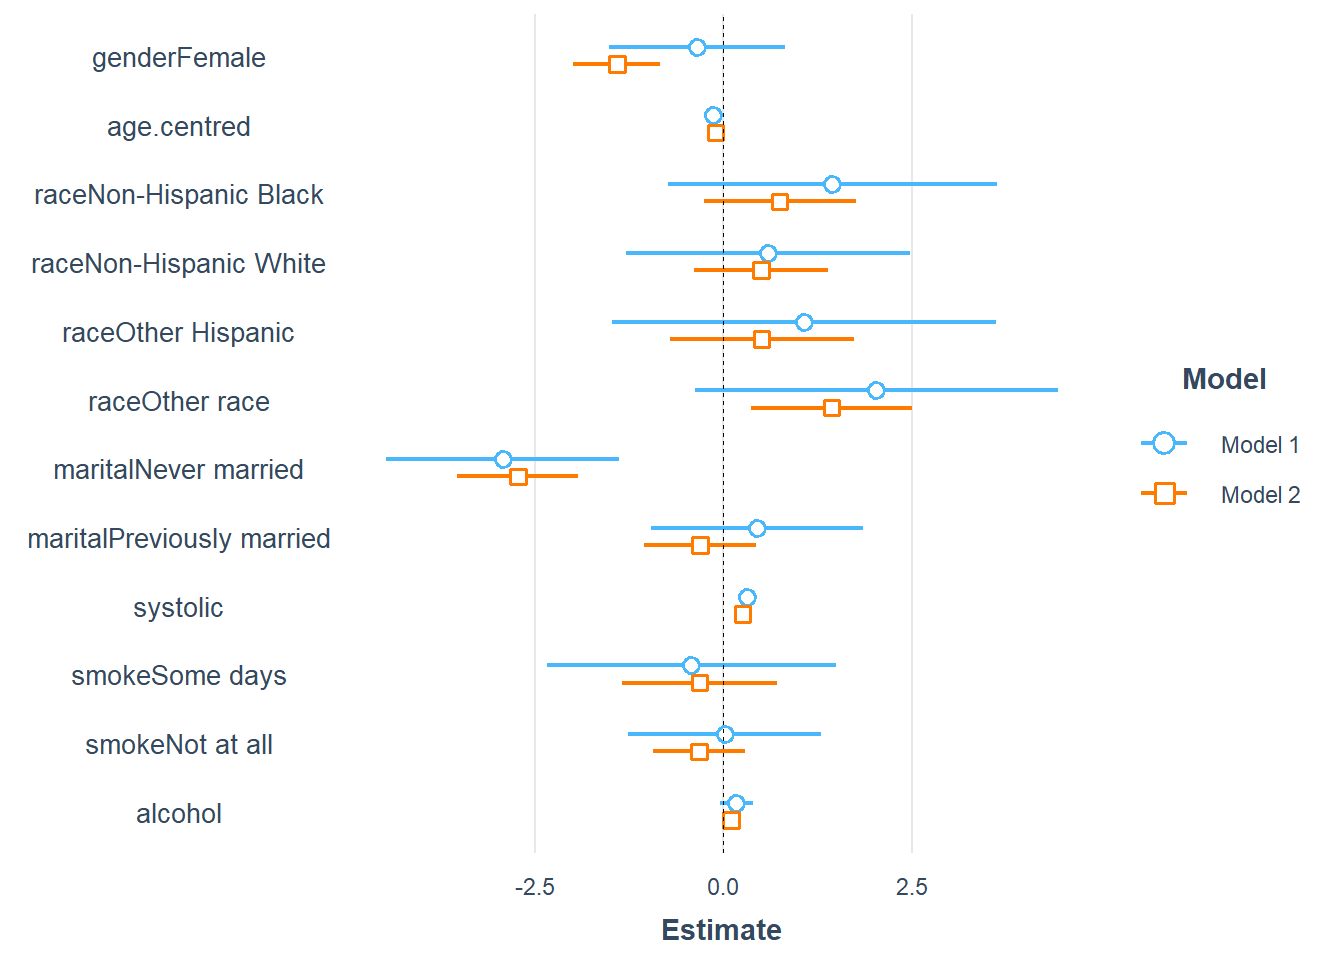 genderFemale
age.centred
raceNon-Hispanic Black
raceNon-Hispanic White
raceOther Hispanic
raceOther race
maritalNever married
maritalPreviously married
systolic
smokeSome days
smokeNot at all
alcohol
-2.5 0.0 2.5
Estimate
Model
Model 1
Model 2